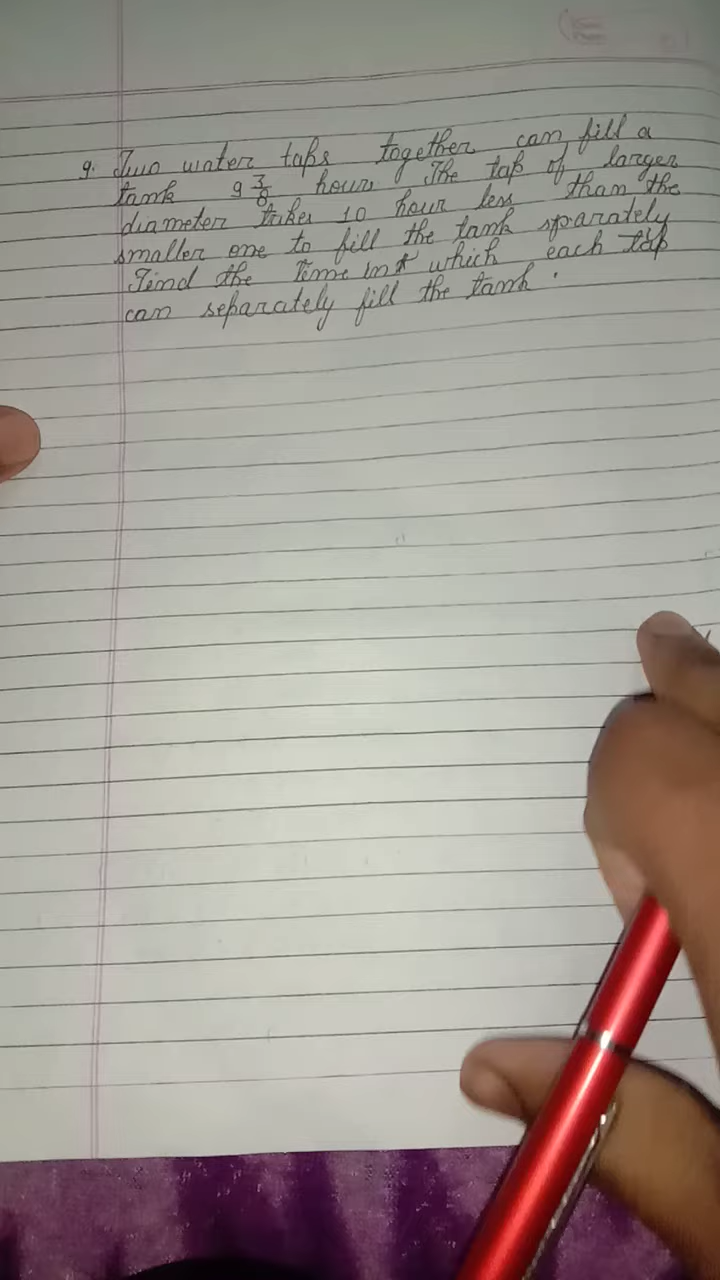 9. Two water taps together can fill a
tank 9 3/8 hours. The tap of larger
diameter takes 10 hour less than the
smaller one to fill the tank sparately
Find the Time in which each tap
can separately fill the tank.